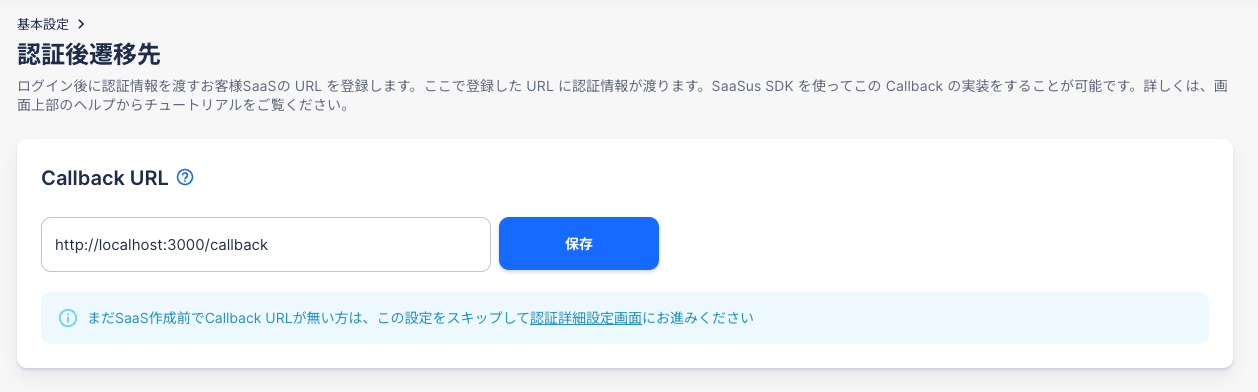 基本設定 >
認証後遷移先
ログイン後に認証情報を渡すお客様SaaSの URL を登録します。ここで登録した URL に認証情報が渡ります。SaaSus SDK を使ってこの Callback の実装をすることが可能です。詳しくは、画
面上部のヘルプからチュートリアルをご覧ください。
Callback URL ?
http://localhost:3000/callback
保存
まだSaaS作成前でCallback URLが無い方は、この設定をスキップして認証詳細設定画面にお進みください